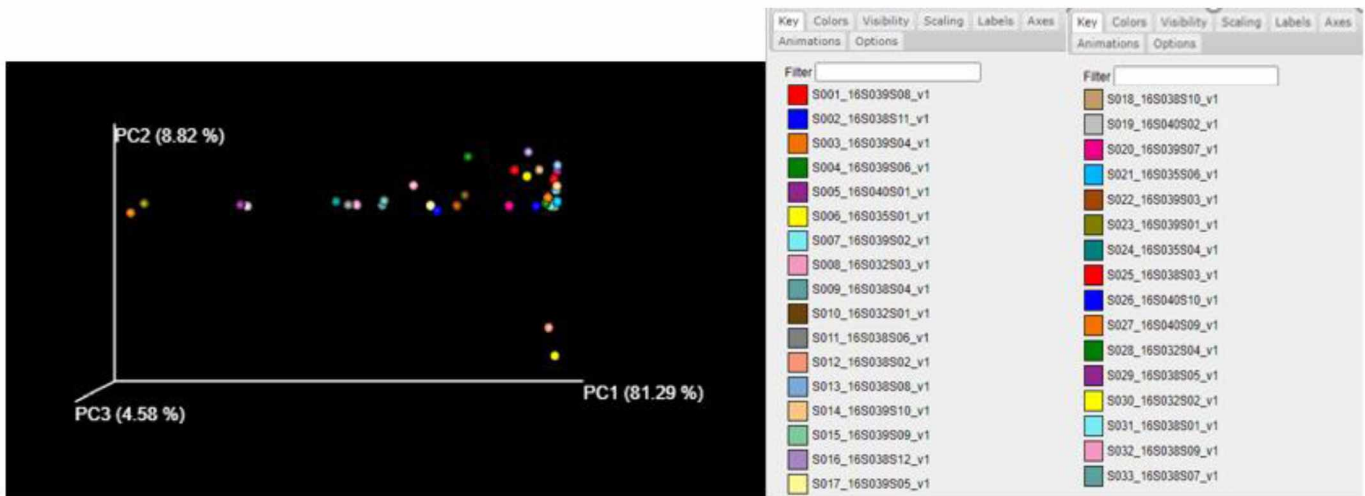 PC2 (8.82 %)
PC1 (81.29 %)
PC3 (4.58 %)
Key Colors Visibility Scaling Labels Axes
Animations Options
Filter
S001_16S039S08_v1
S002_16S038S11_v1
S003_16S039S04_v1
S004_16S039S06_v1
S005_16S040S01_v1
S006_16S035S01_v1
S007_16S039S02_v1
S008_16S032S03_v1
S009_16S038S04_v1
S010_16S032S01_v1
S011_16S038S06_v1
S012_16S038S02_v1
S013_16S038S08_v1
S014_16S039S10_v1
S015_16S039S09_v1
S016_16S038S12_v1
S017_16S039S05_v1
Key Colors Visibility Scaling Labels Axes
Animations Options
Filter
S018_16S038S10_v1
S019_16S040S02_v1
S020_16S039S07_v1
S021_16S035S06_v1
S022_16S039S03_v1
S023_16S039S01_v1
S024_16S035S04_v1
S025_16S038S03_v1
S026_16S040S10_v1
S027_16S040S09_v1
S028_16S032S04_v1
S029_16S038S05_v1
S030_16S032S02_v1
S031_16S038S01_v1
S032_16S038S09_v1
S033_16S038S07_v1